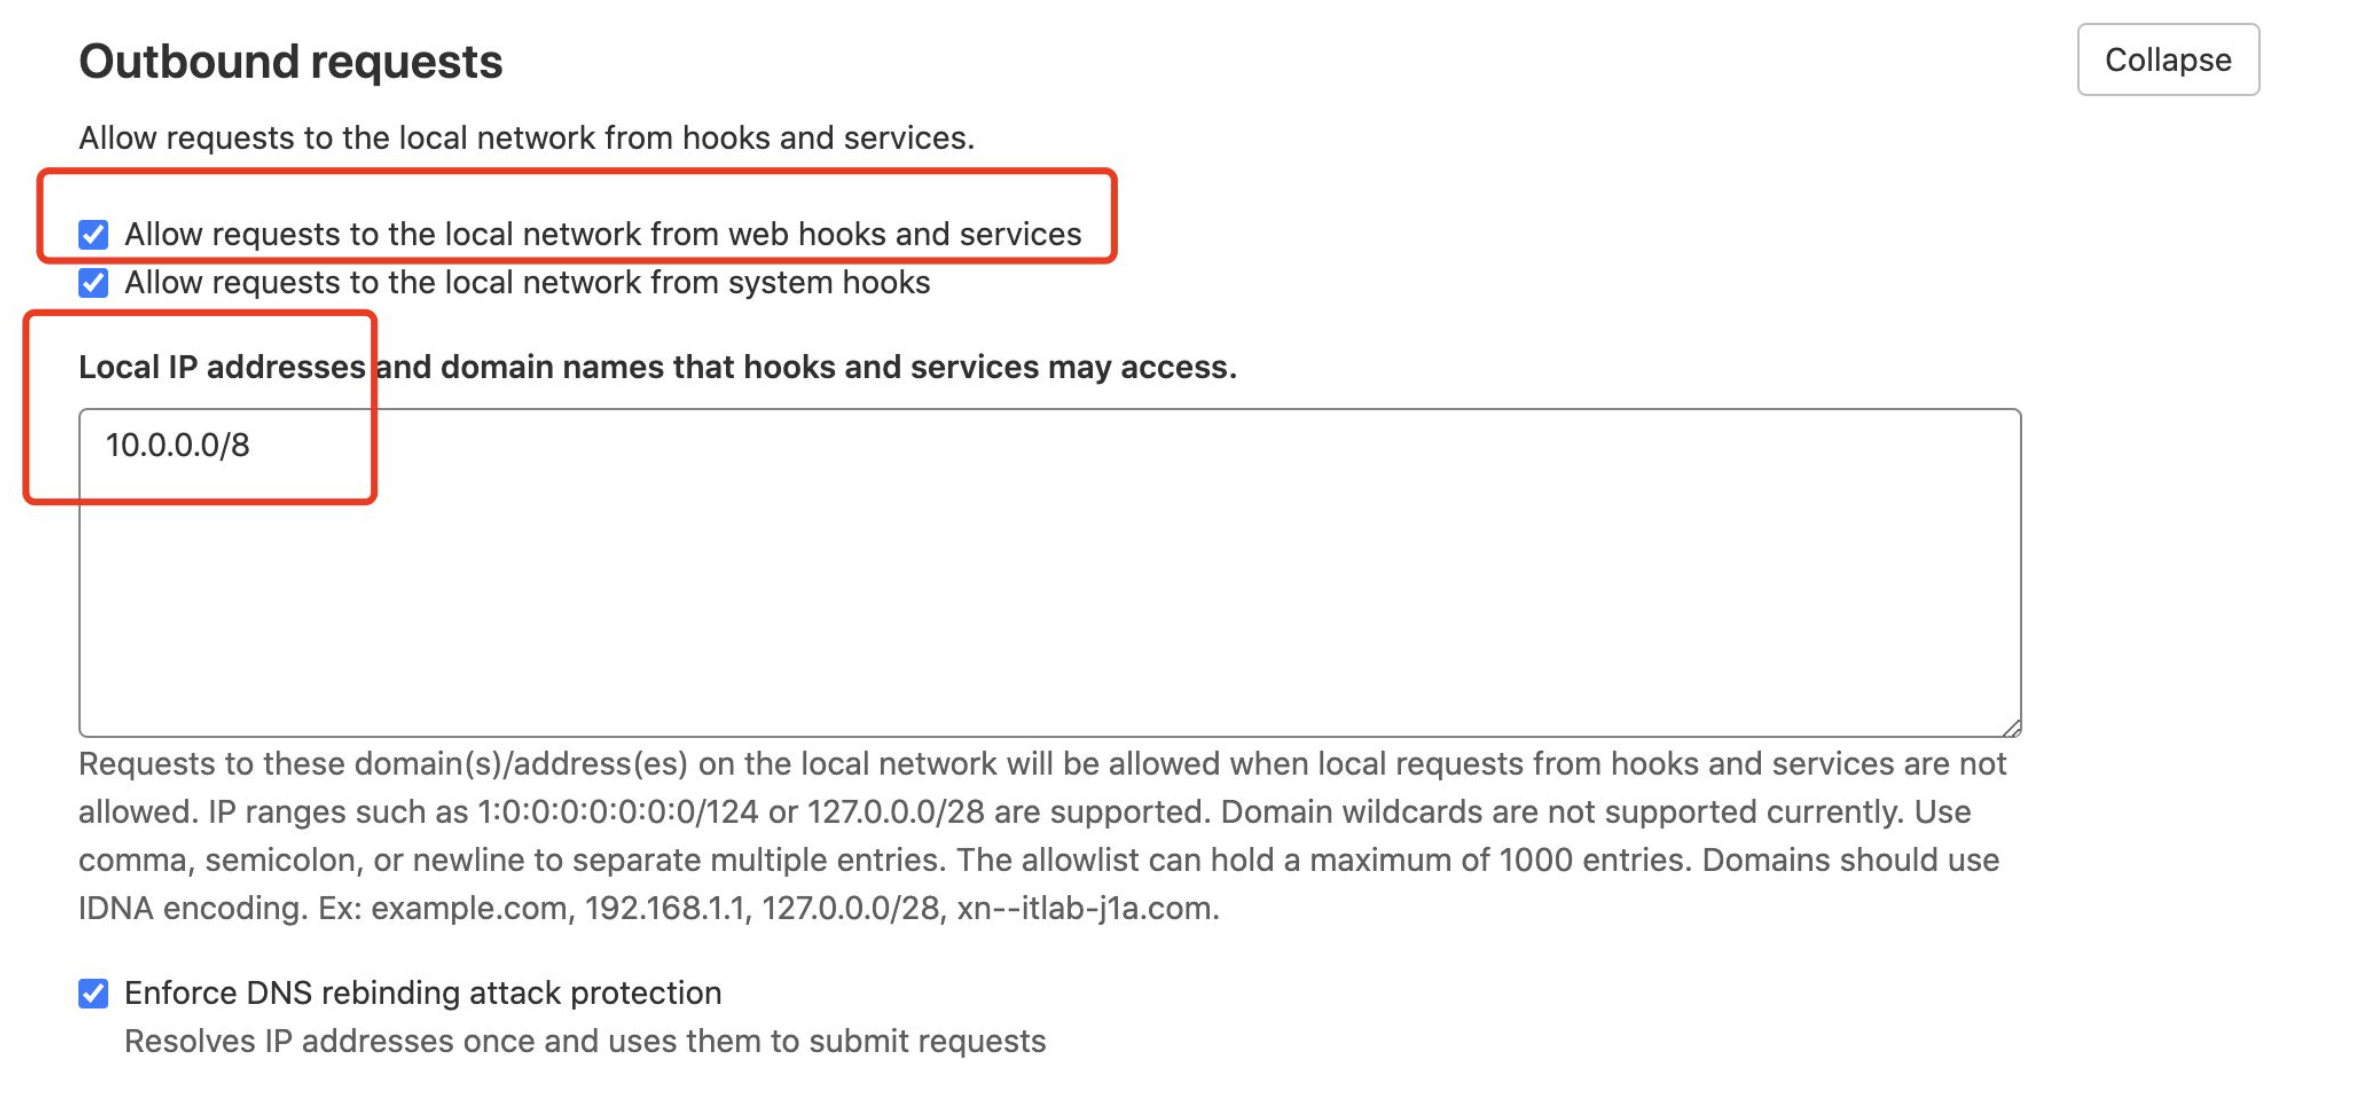 Outbound requests
Collapse
Allow requests to the local network from hooks and services.
Allow requests to the local network from web hooks and services
Allow requests to the local network from system hooks
Local IP addresses and domain names that hooks and services may access.
10.0.0.0/8
Requests to these domain(s)/address(es) on the local network will be allowed when local requests from hooks and services are not
allowed. IP ranges such as 1:0:0:0:0:0:0:0/124 or 127.0.0.0/28 are supported. Domain wildcards are not supported currently. Use
comma, semicolon, or newline to separate multiple entries. The allowlist can hold a maximum of 1000 entries. Domains should use
IDNA encoding. Ex: example.com, 192.168.1.1, 127.0.0.0/28, xn--itlab-j1a.com.
Enforce DNS rebinding attack protection
Resolves IP addresses once and uses them to submit requests